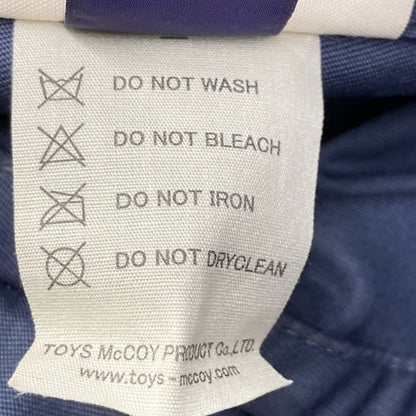 DO NOT WASH
DO NOT BLEACH
DO NOT IRON
DO NOT DRYCLEAN
TOYS McCOY PRODUCT Co.,LTD.
www.toys-mccoy.com